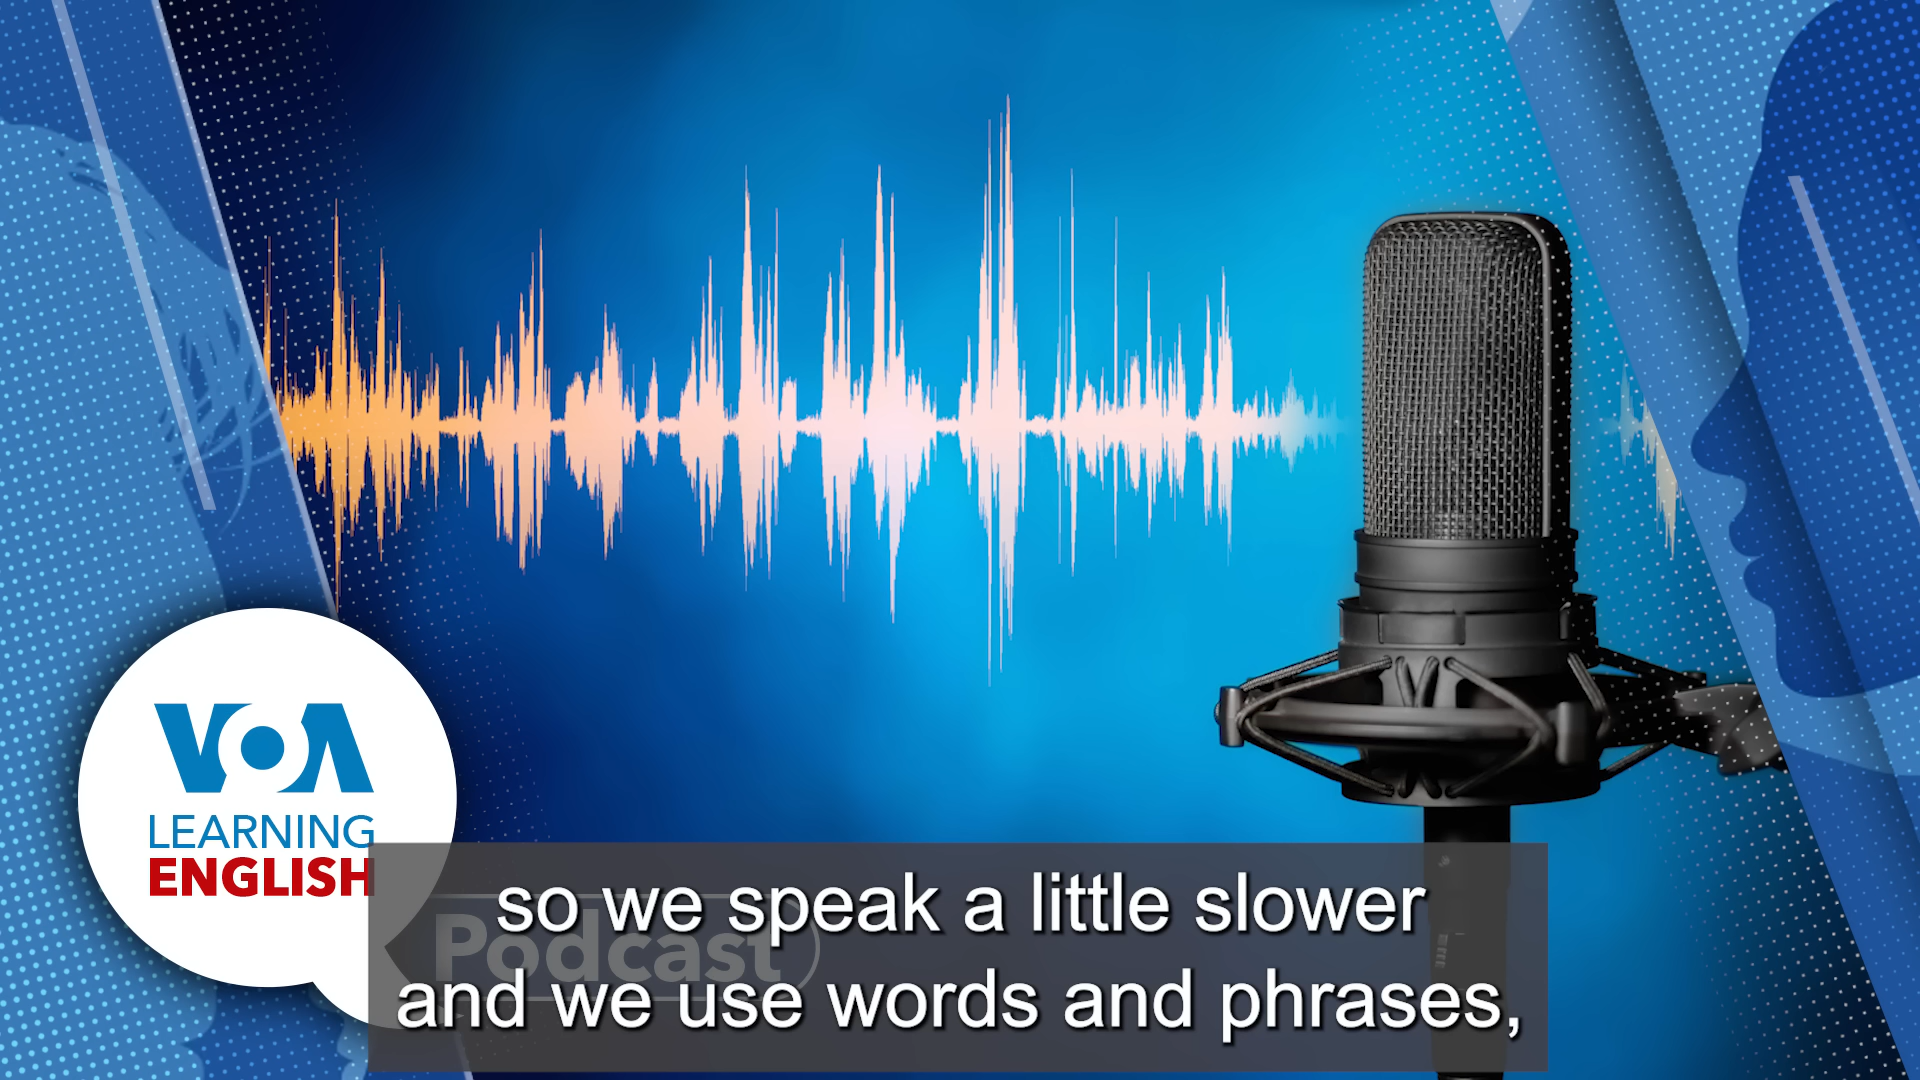 VOA
LEARNING
ENGLISH
Podcast
so we speak a little slower
and we use words and phrases,